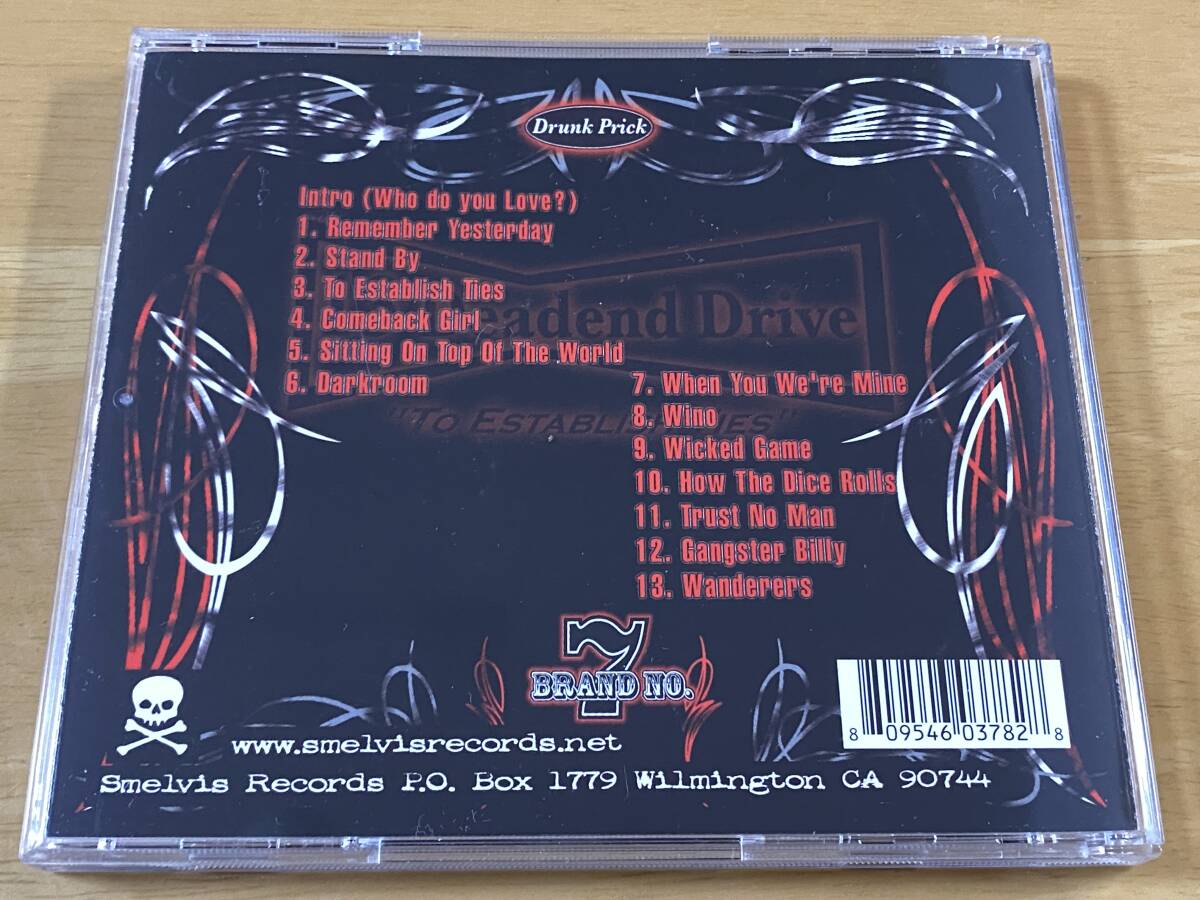 Drunk Prick
Intro (Who do you Love?)
1. Remember Yesterday
2. Stand By
3. To Establish Ties
4. Comeback Girl
5. Sitting On Top Of The World
6. Darkroom
7. When You We're Mine
8. Wino
9. Wicked Game
10. How The Dice Rolls
11. Trust No Man
12. Gangster Billy
13. Wanderers
Drive
"TO ESTABLISH
7
BRAND NO.
www.smelvisrecords.net
8 09546 03782 8
Smelvis Records P.O. Box 1779 Wilmington CA 90744